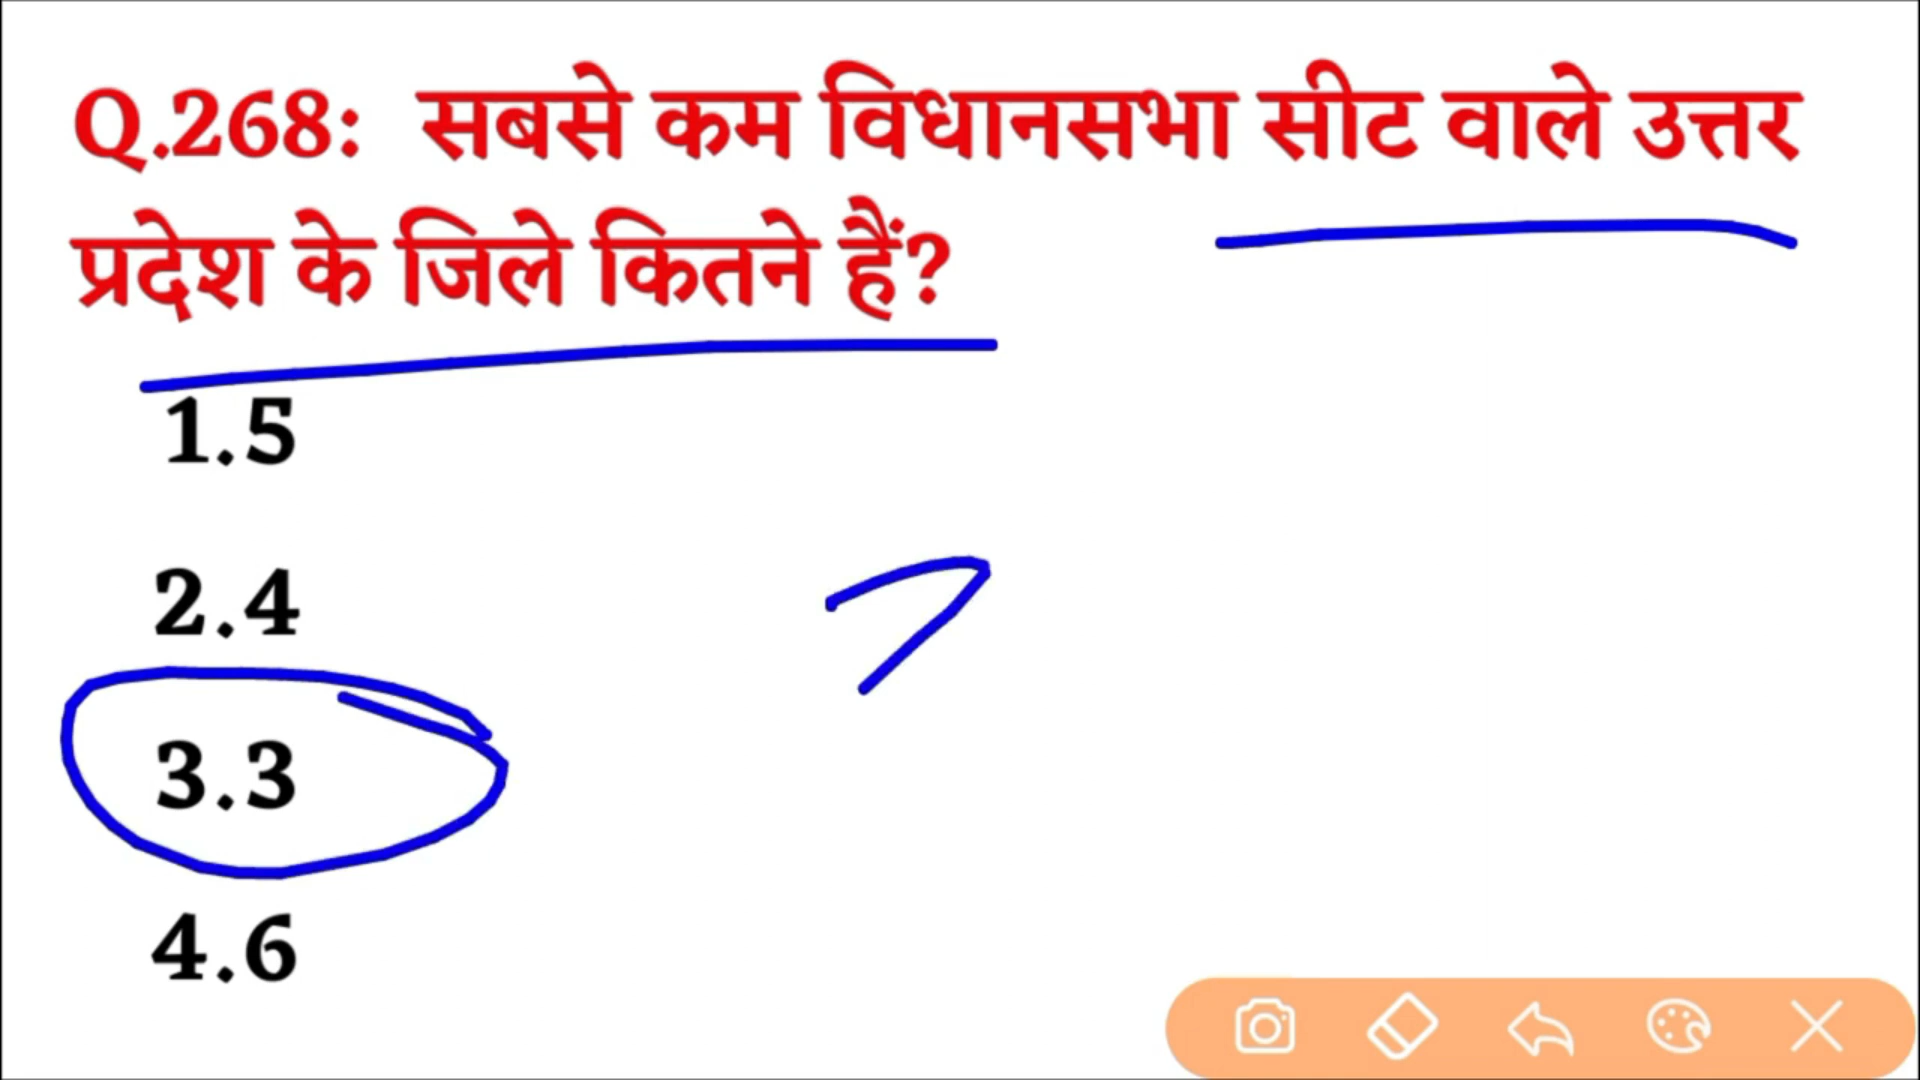 Q.268: सबसे कम विधानसभा सीट वाले उत्तर
प्रदेश के जिले कितने हैं?
1.5
2.4
3.3
4.6